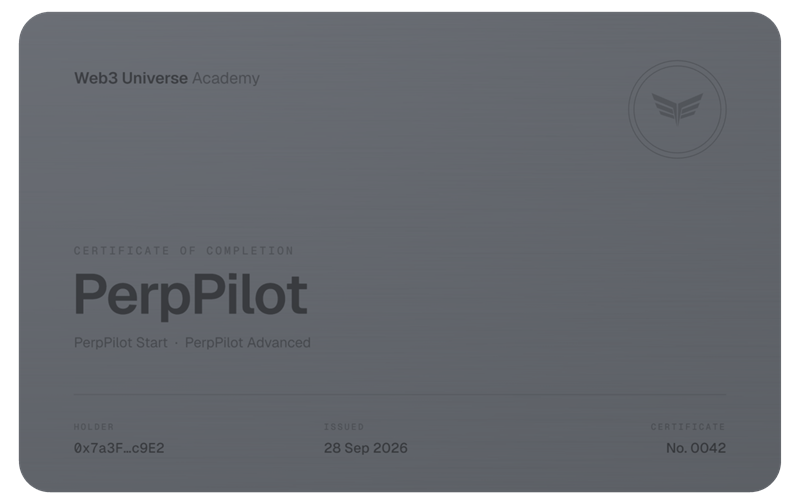 Web3 Universe Academy
CERTIFICATE OF COMPLETION
PerpPilot
PerpPilot Start · PerpPilot Advanced
HOLDER
ISSUED
CERTIFICATE
0x7a3F…c9E2
28 Sep 2026
No. 0042